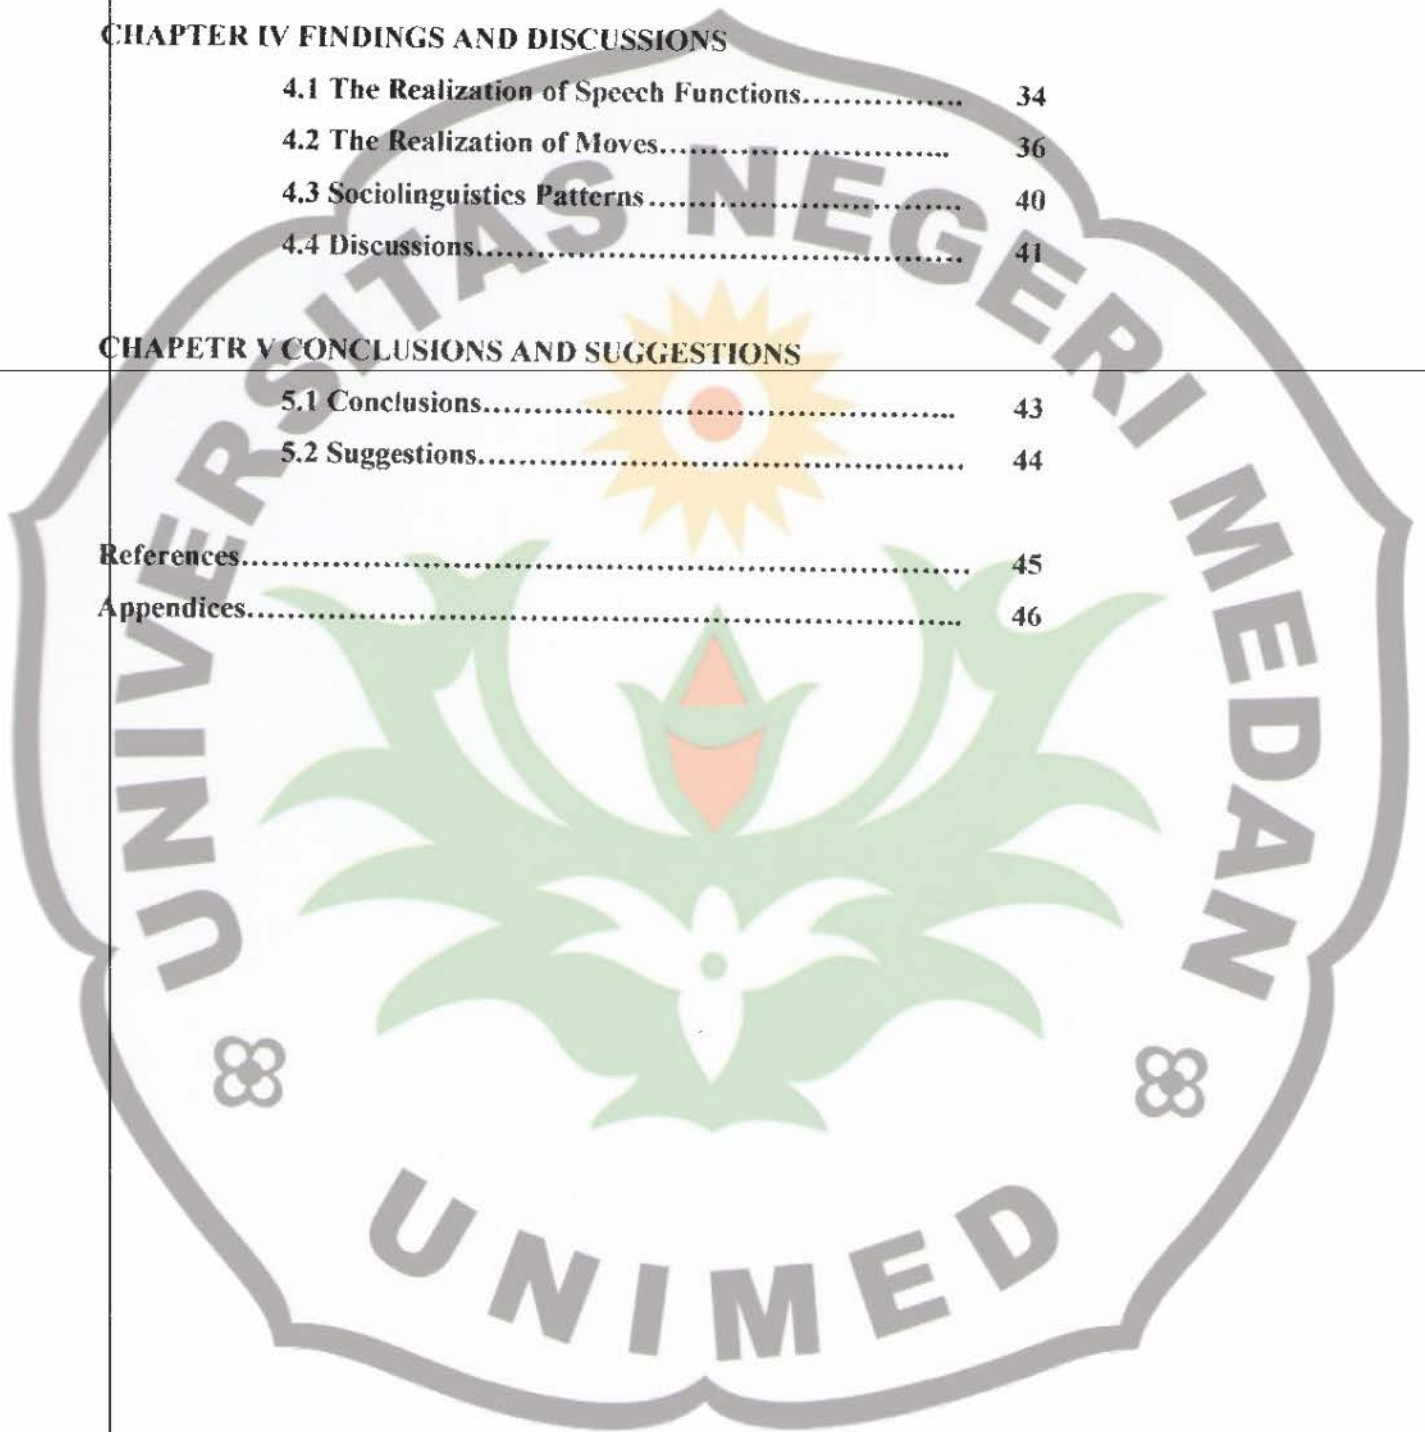 CHAPTER IV FINDINGS AND DISCUSSIONS
4.1 The Realization of Speech Functions................ 34
4.2 The Realization of Moves............................ 36
4.3 Sociolinguistics Patterns .............................. 40
4.4 Discussions............................................... 41
CHAPETR V CONCLUSIONS AND SUGGESTIONS
5.1 Conclusions.............................................. 43
5.2 Suggestions............................................... 44
References....................................................................... 45
Appendices...................................................................... 46
UNIVERSITAS NEGERI MEDAN
UNIMED